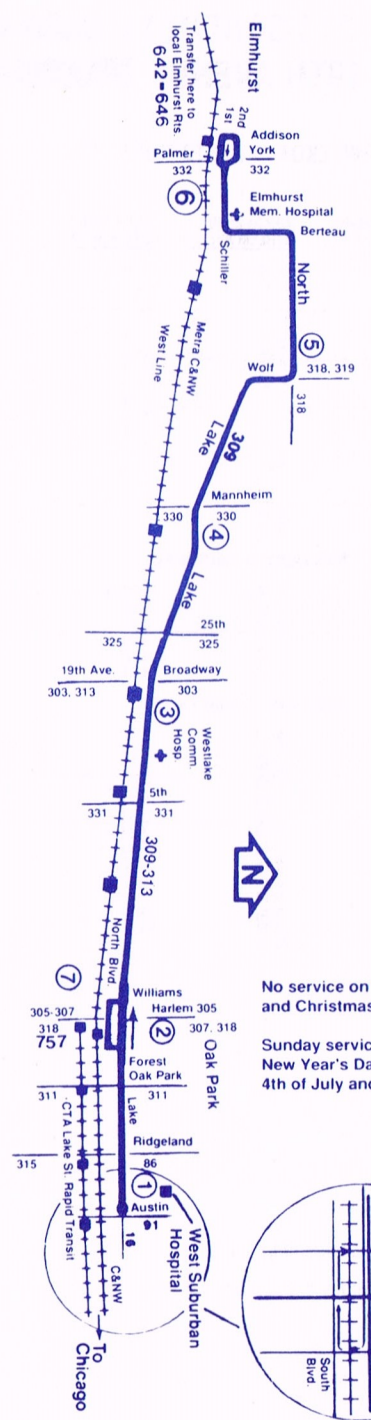 Elmhurst
2nd
1st
Addison
York
332
Transfer here to
local Elmhurst Rts.
642-646
Palmer
332
6
Elmhurst
Mem. Hospital
Berteau
Schiller
North
5
Wolf
318, 319
318
Metra C&NW
West Line
309
Lake
Mannheim
330
330
4
Lake
25th
325
325
19th Ave.
303, 313
Broadway
303
3
Westlake
Comm.
Hosp.
5th
331
331
309-313
N
North Blvd.
7
Williams
305-307
318
757
Harlem 305
307, 318
2
Oak Park
Forest
Oak Park
311
311
Lake
CTA Lake St. Rapid Transit
Ridgeland
315
86
1
Austin
91
16
C&NW
West Suburban
Hospital
To
Chicago
No service on
and Christmas
Sunday servic
New Year's Da
4th of July and
South
Blvd.